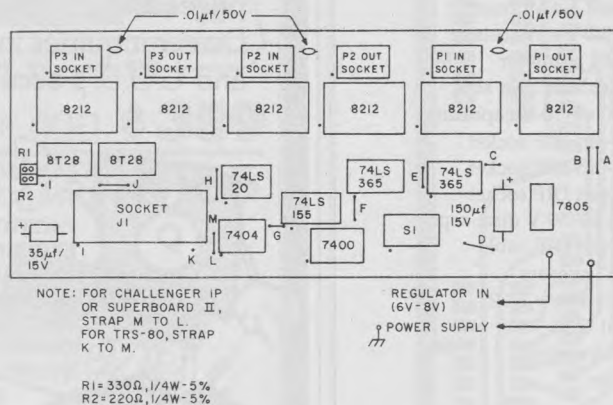 .01µf/50V
.01µf/50V
P3 IN
SOCKET
P3 OUT
SOCKET
P2 IN
SOCKET
P2 OUT
SOCKET
P1 IN
SOCKET
P1 OUT
SOCKET
8212
8212
8212
8212
8212
8212
R1
R2
8T28
8T28
I
J
H
74LS
20
74LS
365
E
74LS
365
C
B
A
SOCKET
J1
I
K
M
L
7404
G
74LS
155
F
7400
S1
150µf
15V
+
D
7805
+
35µf/
15V
NOTE: FOR CHALLENGER IP
OR SUPERBOARD II,
STRAP M TO L.
FOR TRS-80, STRAP
K TO M.
REGULATOR IN
(6V-8V)
POWER SUPPLY
R1=330Ω, 1/4W-5%
R2=220Ω, 1/4W-5%